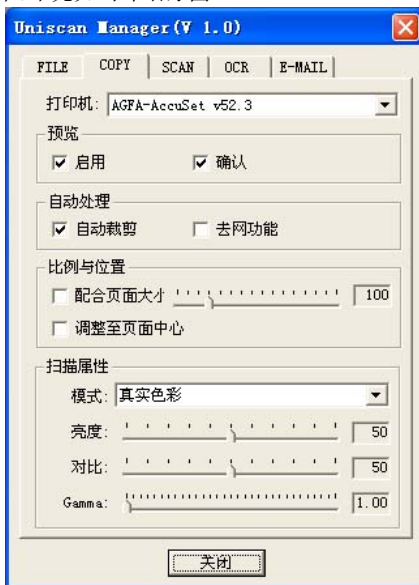 Uniscan Manager(V 1.0)
FILE COPY SCAN OCR E-MAIL
打印机: AGFA-AccuSet v52.3
预览
启用 确认
自动处理
自动裁剪 去网功能
比例与位置
配合页面大小 100
调整至页面中心
扫描属性
模式: 真实色彩
亮度: 50
对比: 50
Gamma: 1.00
关闭